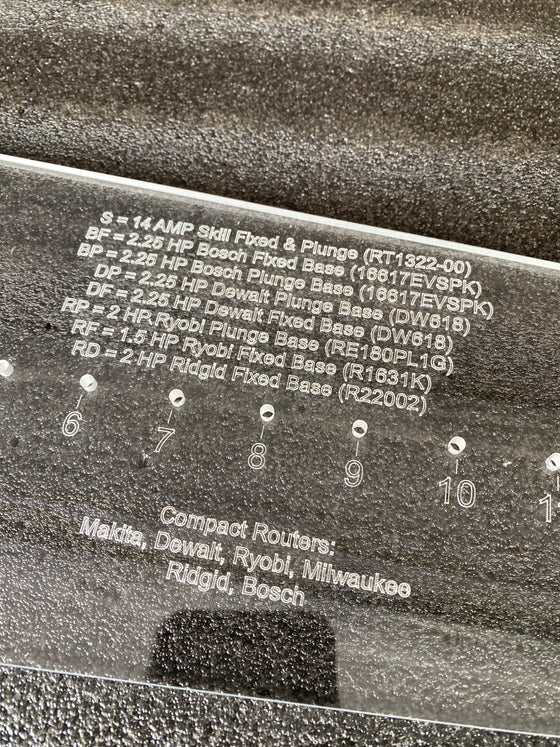 S = 14 AMP Skill Fixed & Plunge (RT1322-00)
BF = 2.25 HP Bosch Fixed Base (16617EVSPK)
BP = 2.25 HP Bosch Plunge Base (16617EVSPK)
DP = 2.25 HP Dewalt Plunge Base (DW618)
DF = 2.25 HP Dewalt Fixed Base (DW618)
RP = 2 HP Ryobi Plunge Base (RE180PL1G)
RF = 1.5 HP Ryobi Fixed Base (R1631K)
RD = 2 HP Ridgid Fixed Base (R22002)
6 7 8 9 10
Compact Routers:
Makita, Dewalt, Ryobi, Milwaukee
Ridgid, Bosch